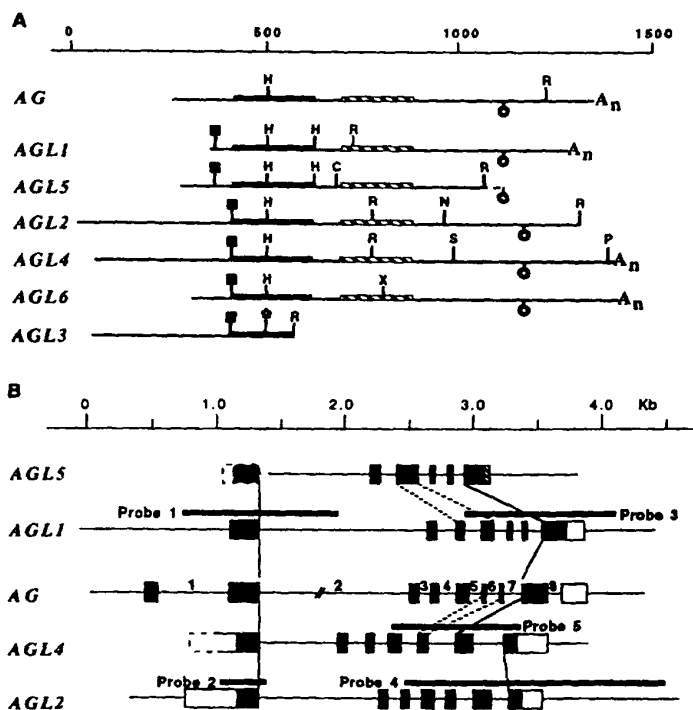 A
0 500 1000 1500
H R
AG An
H H R
AGL1 An
H H C R
AGL5
H R N R
AGL2
H R S P
AGL4 An
H X
AGL6 An
R
AGL3
B
0 1.0 2.0 3.0 4.0 Kb
AGL5
Probe 1 Probe 3
AGL1
1 2 3 4 5 6 7 8
AG
Probe 5
AGL4
Probe 2 Probe 4
AGL2